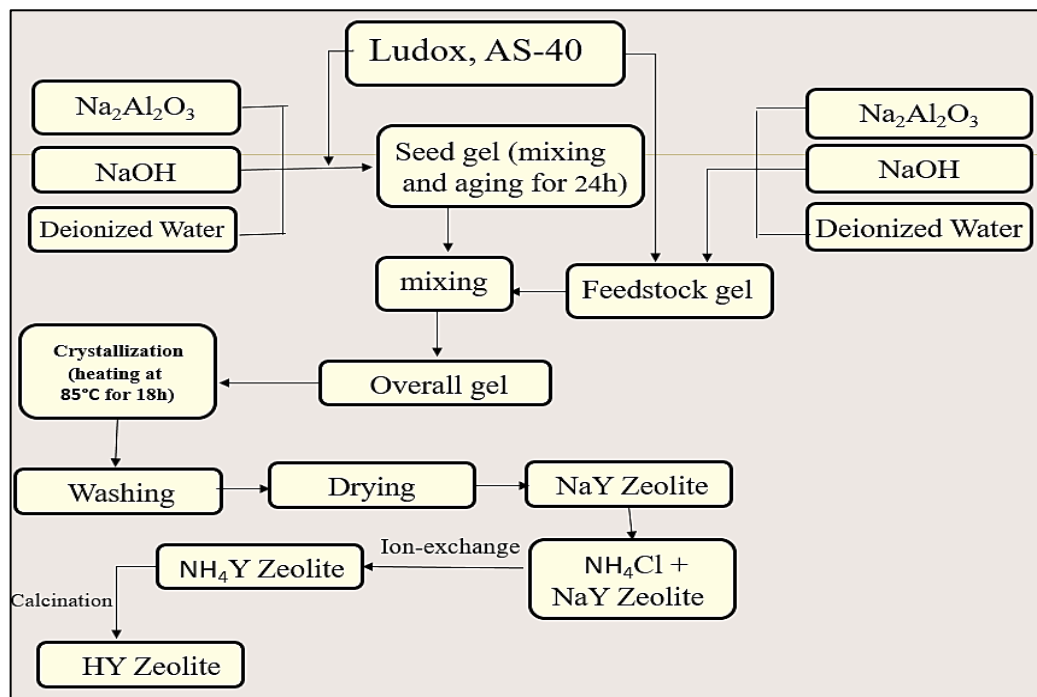 Ludox, AS-40
Na₂Al₂O₃
NaOH
Deionized Water
Seed gel (mixing
and aging for 24h)
Na₂Al₂O₃
NaOH
Deionized Water
mixing
Feedstock gel
Crystallization
(heating at
85°C for 18h)
Overall gel
Washing
Drying
NaY Zeolite
Ion-exchange
NH₄Y Zeolite
NH₄Cl +
NaY Zeolite
Calcination
HY Zeolite